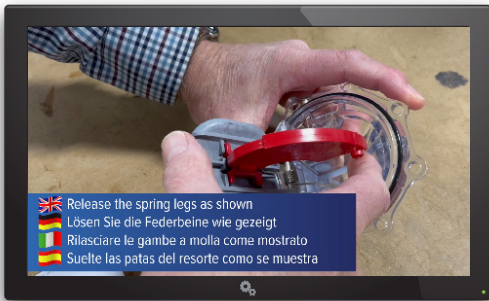 Release the spring legs as shown
Lösen Sie die Federbeine wie gezeigt
Rilasciare le gambe a molla come mostrato
Suelte las patas del resorte como se muestra